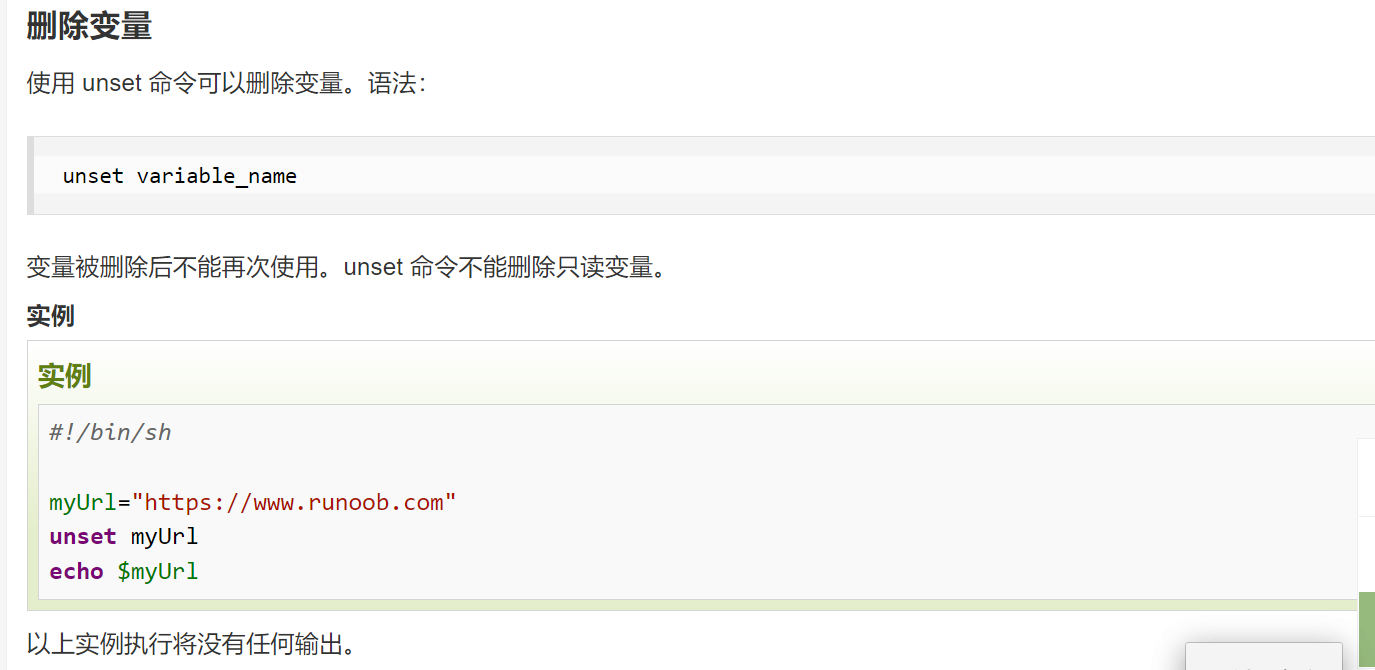 删除变量
使用 unset 命令可以删除变量。语法：
unset variable_name
变量被删除后不能再次使用。unset 命令不能删除只读变量。
实例
实例
#!/bin/sh
myUrl="https://www.runoob.com"
unset myUrl
echo $myUrl
以上实例执行将没有任何输出。